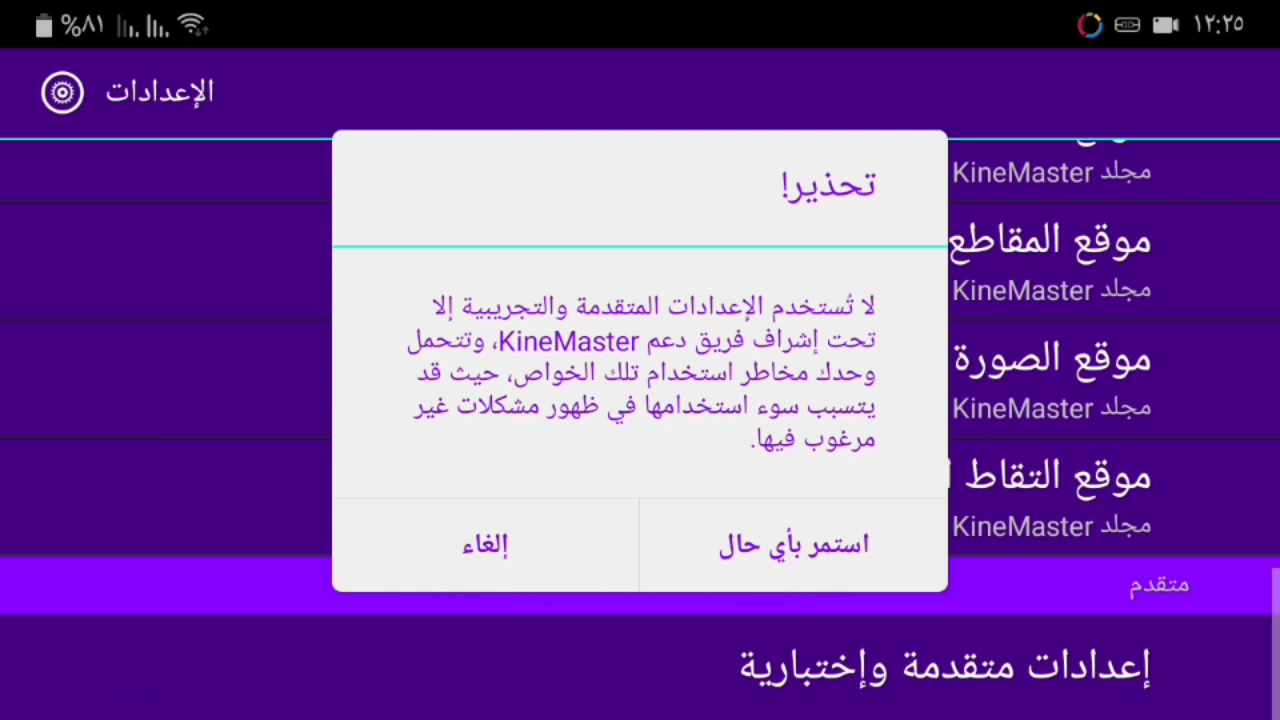 ١٢:٢٥
%٨١
الإعدادات
مجلد KineMaster
موقع المقاطع
مجلد KineMaster
موقع الصورة
مجلد KineMaster
موقع التقاط
مجلد KineMaster
متقدم
إعدادات متقدمة وإختبارية
تحذير!
لا تُستخدم الإعدادات المتقدمة والتجريبية إلا
تحت إشراف فريق دعم KineMaster، وتتحمل
وحدك مخاطر استخدام تلك الخواص، حيث قد
يتسبب سوء استخدامها في ظهور مشكلات غير
مرغوب فيها.
استمر بأي حال
إلغاء